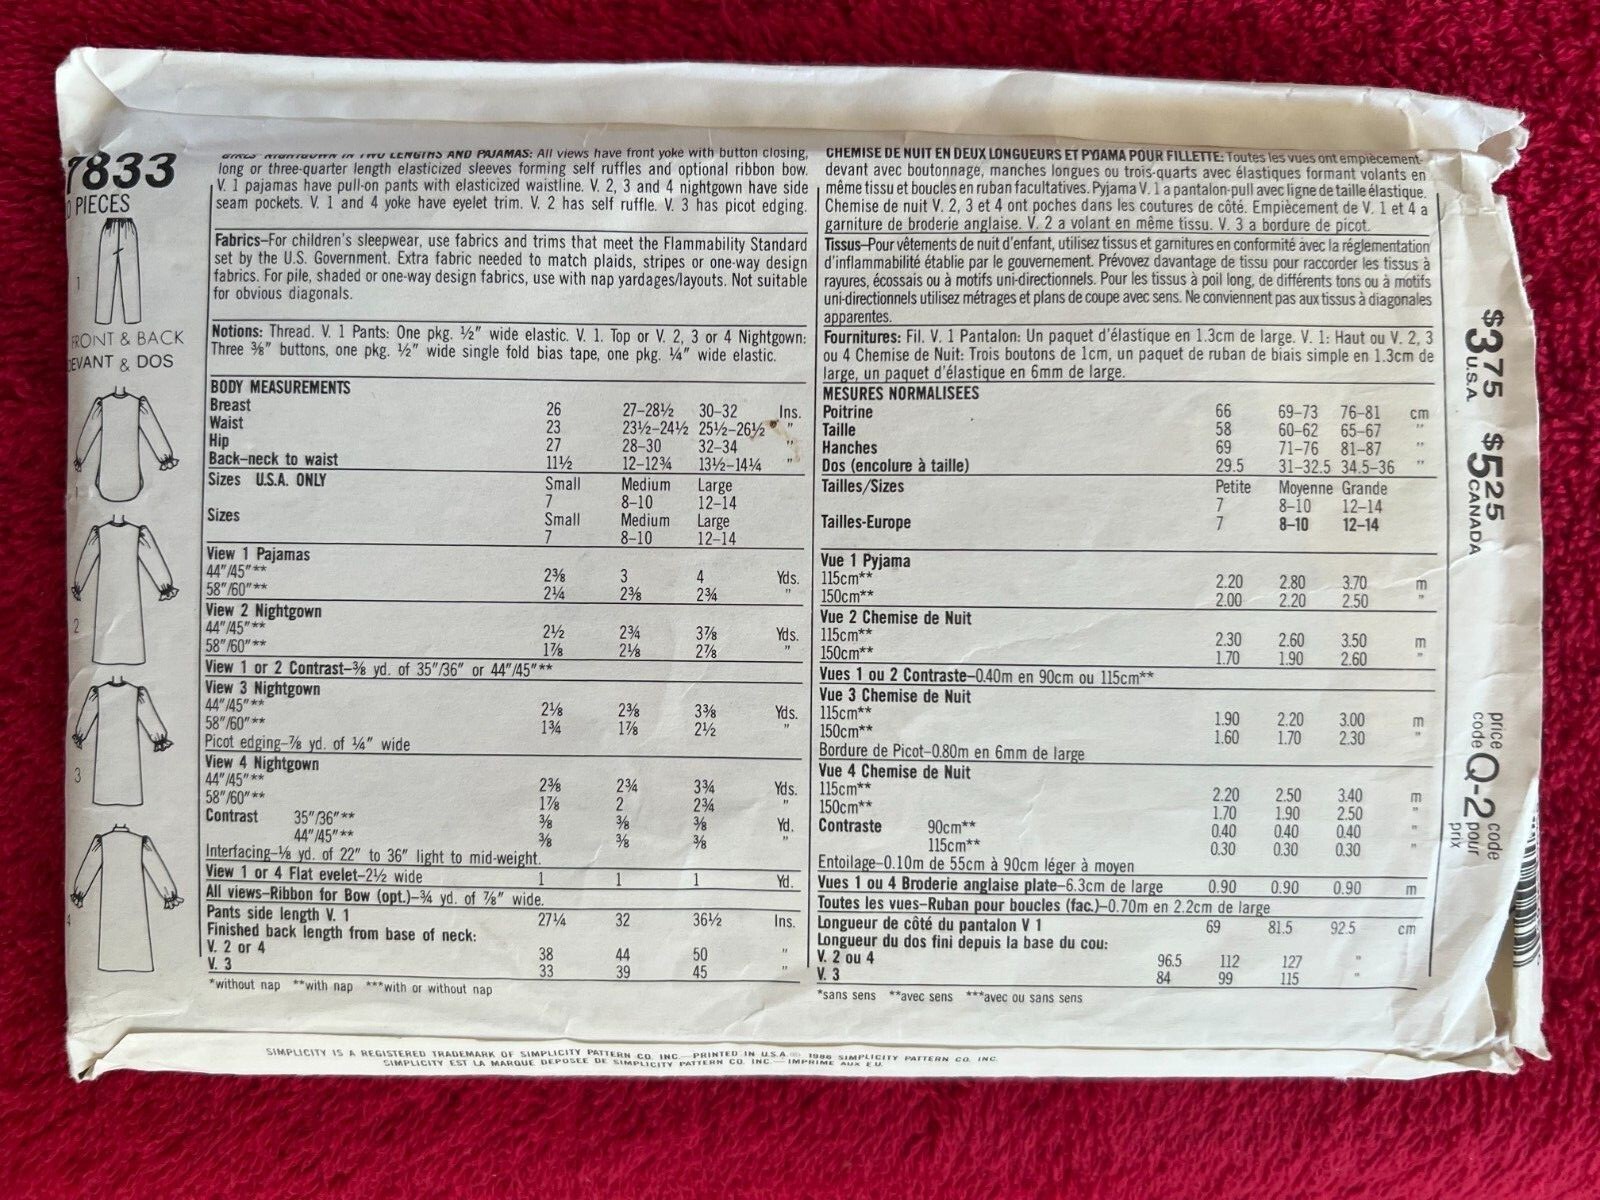 7833
PIECES
1
FRONT & BACK
DEVANT & DOS
2
3
4
GIRLS' NIGHTGOWN IN TWO LENGTHS AND PAJAMAS: All views have front yoke with button closing,
long or three-quarter length elasticized sleeves forming self ruffles and optional ribbon bow.
V. 1 pajamas have pull-on pants with elasticized waistline. V. 2, 3 and 4 nightgown have side
seam pockets. V. 1 and 4 yoke have eyelet trim. V. 2 has self ruffle. V. 3 has picot edging.
Fabrics–For children's sleepwear, use fabrics and trims that meet the Flammability Standard
set by the U.S. Government. Extra fabric needed to match plaids, stripes or one-way design
fabrics. For pile, shaded or one-way design fabrics, use with nap yardages/layouts. Not suitable
for obvious diagonals.
Notions: Thread. V. 1 Pants: One pkg. ½" wide elastic. V. 1. Top or V. 2, 3 or 4 Nightgown:
Three ⅜" buttons, one pkg. ½" wide single fold bias tape, one pkg. ¼" wide elastic.
BODY MEASUREMENTS
Breast 26 27–28½ 30–32 Ins.
Waist 23 23½–24½ 25½–26½ "
Hip 27 28–30 32–34 "
Back–neck to waist 11½ 12–12¾ 13½–14¼ "
Sizes U.S.A. ONLY Small Medium Large
7 8–10 12–14
Sizes Small Medium Large
7 8–10 12–14
View 1 Pajamas
44"/45"** 2⅜ 3 4 Yds.
58"/60"** 2¼ 2⅜ 2¾ "
View 2 Nightgown
44"/45"** 2½ 2¾ 3⅞ Yds.
58"/60"** 1⅞ 2⅛ 2⅞ "
View 1 or 2 Contrast–⅜ yd. of 35"/36" or 44"/45"**
View 3 Nightgown
44"/45"** 2⅛ 2⅜ 3⅜ Yds.
58"/60"** 1¾ 1⅞ 2½ "
Picot edging–⅞ yd. of ¼" wide
View 4 Nightgown
44"/45"** 2⅜ 2¾ 3¾ Yds.
58"/60"** 1⅞ 2 2¾ "
Contrast 35"/36"** ⅜ ⅜ ⅜ Yd.
44"/45"** ⅜ ⅜ ⅜ "
Interfacing–⅛ yd. of 22" to 36" light to mid-weight.
View 1 or 4 Flat eyelet–2½ wide 1 1 1 Yd.
All views–Ribbon for Bow (opt.)–¾ yd. of ⅞" wide.
Pants side length V. 1 27¼ 32 36½ Ins.
Finished back length from base of neck:
V. 2 or 4 38 44 50 "
V. 3 33 39 45 "
*without nap **with nap ***with or without nap
CHEMISE DE NUIT EN DEUX LONGUEURS ET PYJAMA POUR FILLETTE: Toutes les vues ont empiècement-
devant avec boutonnage, manches longues ou trois-quarts avec élastiques formant volants en
même tissu et boucles en ruban facultatives. Pyjama V. 1 a pantalon-pull avec ligne de taille élastique.
Chemise de nuit V. 2, 3 et 4 ont poches dans les coutures de côté. Empiècement de V. 1 et 4 a
garniture de broderie anglaise. V. 2 a volant en même tissu. V. 3 a bordure de picot.
Tissus–Pour vêtements de nuit d'enfant, utilisez tissus et garnitures en conformité avec la réglementation
d'inflammabilité établie par le gouvernement. Prévovez davantage de tissu pour raccorder les tissus à
rayures, écossais ou à motifs uni-directionnels. Pour les tissus à poil long, de différents tons ou à motifs
uni-directionnels utilisez métrages et plans de coupe avec sens. Ne conviennent pas aux tissus à diagonales
apparentes.
Fournitures: Fil. V. 1 Pantalon: Un paquet d'élastique en 1.3cm de large. V. 1: Haut ou V. 2, 3
ou 4 Chemise de Nuit: Trois boutons de 1cm, un paquet de ruban de biais simple en 1.3cm de
large, un paquet d'élastique en 6mm de large.
MESURES NORMALISEES
Poitrine 66 69–73 76–81 cm
Taille 58 60–62 65–67 "
Hanches 69 71–76 81–87 "
Dos (encolure à taille) 29.5 31–32.5 34.5–36 "
Tailles/Sizes Petite Moyenne Grande
7 8–10 12–14
Tailles-Europe 7 8–10 12–14
Vue 1 Pyjama
115cm** 2.20 2.80 3.70 m
150cm** 2.00 2.20 2.50 "
Vue 2 Chemise de Nuit
115cm** 2.30 2.60 3.50 m
150cm** 1.70 1.90 2.60 "
Vues 1 ou 2 Contraste–0.40m en 90cm ou 115cm**
Vue 3 Chemise de Nuit
115cm** 1.90 2.20 3.00 m
150cm** 1.60 1.70 2.30 "
Bordure de Picot–0.80m en 6mm de large
Vue 4 Chemise de Nuit
115cm** 2.20 2.50 3.40 m
150cm** 1.70 1.90 2.50 "
Contraste 90cm** 0.40 0.40 0.40 "
115cm** 0.30 0.30 0.30 "
Entoilage–0.10m de 55cm à 90cm léger à moyen
Vues 1 ou 4 Broderie anglaise plate–6.3cm de large 0.90 0.90 0.90 m
Toutes les vues–Ruban pour boucles (fac.)–0.70m en 2.2cm de large
Longueur de côté du pantalon V 1 69 81.5 92.5 cm
Longueur du dos fini depuis la base du cou:
V. 2 ou 4 96.5 112 127 "
V. 3 84 99 115 "
*sans sens **avec sens ***avec ou sans sens
$375 U.S.A. $525 CANADA
price code Q-2 code pour prix
SIMPLICITY IS A REGISTERED TRADEMARK OF SIMPLICITY PATTERN CO. INC.—PRINTED IN U.S.A. © 1986 SIMPLICITY PATTERN CO. INC.
SIMPLICITY EST LA MARQUE DEPOSEE DE SIMPLICITY PATTERN CO. INC.—IMPRIME AUX E.U.